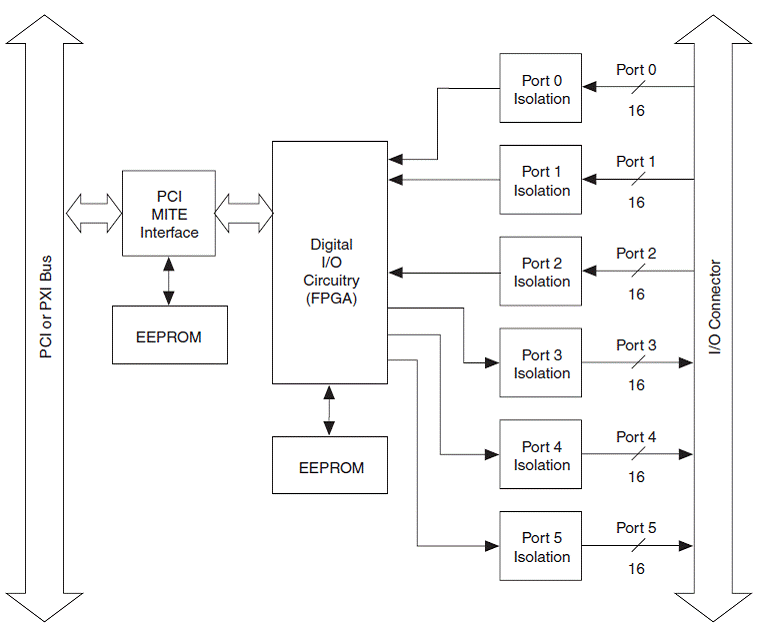 PCI or PXI Bus
PCI
MITE
Interface
EEPROM
Digital
I/O
Circuitry
(FPGA)
EEPROM
Port 0
Isolation
Port 0
16
Port 1
Isolation
Port 1
16
Port 2
Isolation
Port 2
16
Port 3
Isolation
Port 3
16
Port 4
Isolation
Port 4
16
Port 5
Isolation
Port 5
16
I/O Connector